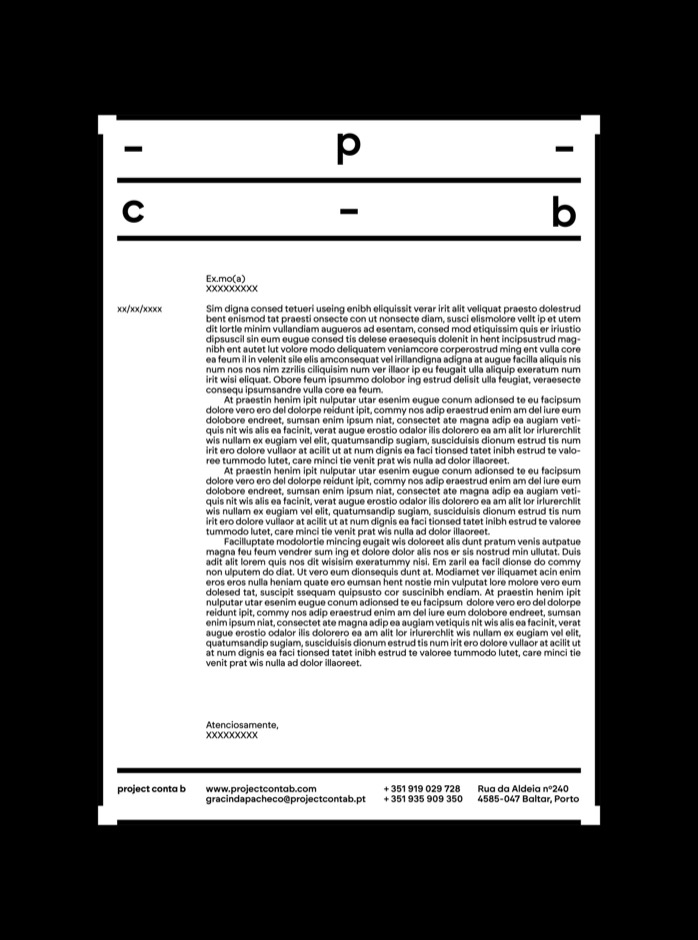 – p –
c – b
Ex.mo(a)
XXXXXXXXX
xx/xx/xxxx
Sim digna consed tetueri useing enibh eliquissit verar irit alit veliquat praesto dolestrud
bent enismod tat praesti onsecte con ut nonsecte diam, susci elismolore vellt ip et utem
dit lortle minim vullandiam augueros ad esentam, consed mod etiquissim quis er iriustio
dipsuscil sin eum eugue consed tis delese eraesequis dolenit in hent incipsustrud mag-
nibh ent autet lut volore modo deliquatem veniamcore corperostrud ming ent vulla core
ea feum il in velenit sile elis amconsequat vel irillandigna adigna at augue facilla aliquis nis
num nos nos nim zzrilis ciliquisim num ver illaor ip eu feugait ulla aliquip exeratum num
irit wisi eliquat. Obore feum ipsummo dolobor ing estrud delisit ulla feugiat, veraesecte
consequ ipsumsandre vulla core ea feum.
At praestin henim ipit nulputar utar esenim eugue conum adionsed te eu facipsum
dolore vero ero del dolorpe reidunt ipit, commy nos adip eraestrud enim am del iure eum
dolobore endreet, sumsan enim ipsum niat, consectet ate magna adip ea augiam veti-
quis nit wis alis ea facinit, verat augue erostio odalor ilis dolorero ea am alit lor irlurerchlit
wis nullam ex eugiam vel elit, quatumsandip sugiam, susciduisis dionum estrud tis num
irit ero dolore vullaor at acilit ut at num dignis ea faci tionsed tatet inibh estrud te valo-
ree tummodo lutet, care minci tie venit prat wis nulla ad dolor illaoreet.
At praestin henim ipit nulputar utar esenim eugue conum adionsed te eu facipsum
dolore vero ero del dolorpe reidunt ipit, commy nos adip eraestrud enim am del iure eum
dolobore endreet, sumsan enim ipsum niat, consectet ate magna adip ea augiam veti-
quis nit wis alis ea facinit, verat augue erostio odalor ilis dolorero ea am alit lor irlurerchlit
wis nullam ex eugiam vel elit, quatumsandip sugiam, susciduisis dionum estrud tis num
irit ero dolore vullaor at acilit ut at num dignis ea faci tionsed tatet inibh estrud te valoree
tummodo lutet, care minci tie venit prat wis nulla ad dolor illaoreet.
Facilluptate modolortie mincing eugait wis doloreet alis dunt pratum venis autpatue
magna feu feum vendrer sum ing et dolore dolor alis nos er sis nostrud min ullutat. Duis
adit alit lorem ea con quis nos dit wisisim exeratummy nisi. Em zaril ea facil dionse do commy
non ulputem do diat. Ut vero eum dionsequis dunt at. Modiamet ver iliquamet acin enim
eros eros nulla heniam quate ero eumsan hent nostie min vulputat lore molore vero eum
dolesed tat, suscipit ssequam quipsusto cor suscinibh endiam. At praestin henim ipit
nulputar utar esenim eugue conum adionsed te eu facipsum dolore vero ero del dolorpe
reidunt ipit, commy nos adip eraestrud enim am del iure eum dolobore endreet, sumsan
enim ipsum niat, consectet ate magna adip ea augiam vetiquis nit wis alis ea facinit, verat
augue erostio odalor ilis dolorero ea am alit lor irlurerchlit wis nullam ex eugiam vel elit,
quatumsandip sugiam, susciduisis dionum estrud tis num irit ero dolore vullaor at acilit ut
at num dignis ea faci tionsed tatet inibh estrud te valoree tummodo lutet, care minci tie
venit prat wis nulla ad dolor illaoreet.
Atenciosamente,
XXXXXXXXX
project conta b
www.projectcontab.com
gracindapacheco@projectcontab.pt
+ 351 919 029 728
+ 351 935 909 350
Rua da Aldeia nº240
4585-047 Baltar, Porto